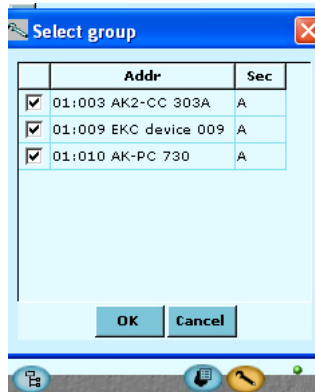 Select group
Addr Sec
01:003 AK2-CC 303A A
01:009 EKC device 009 A
01:010 AK-PC 730 A
OK Cancel